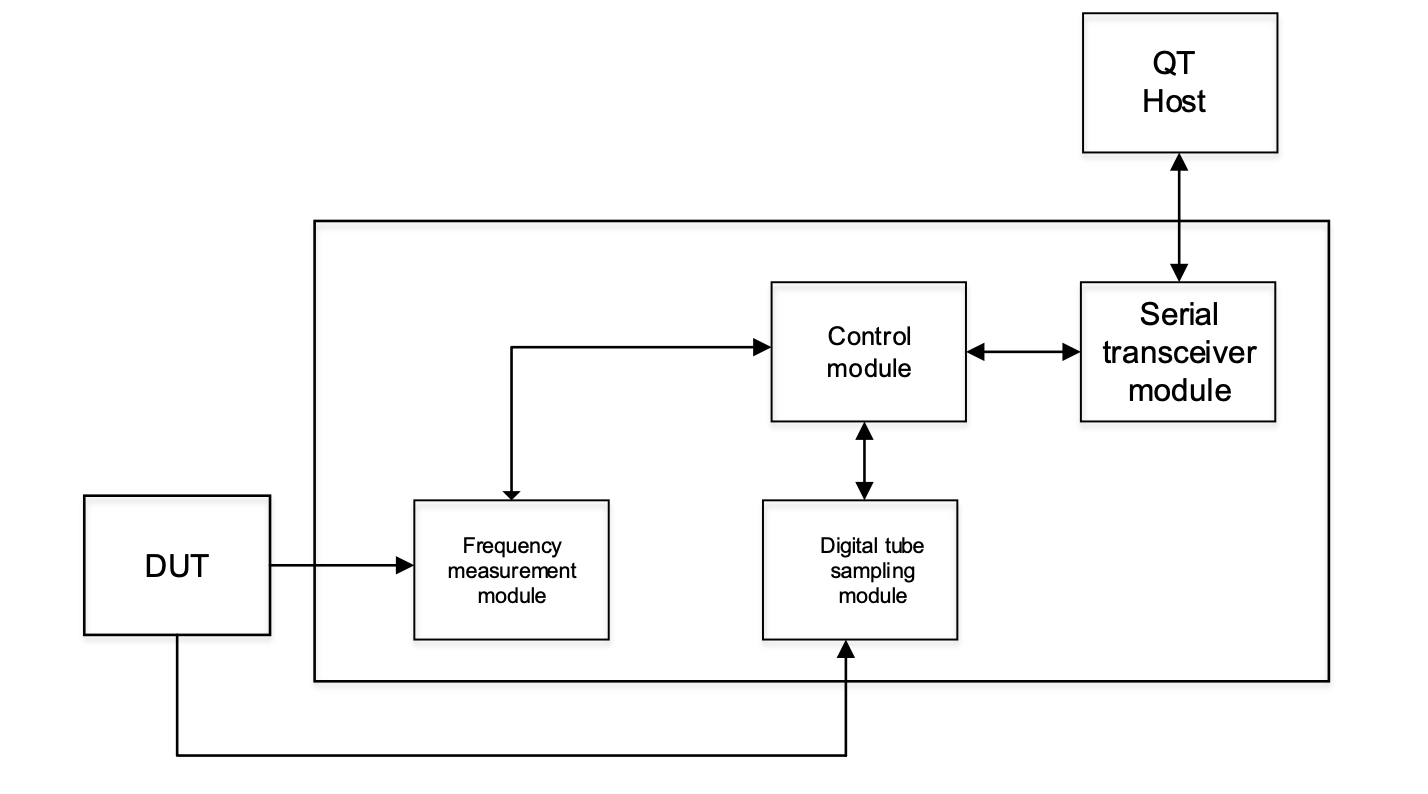 QT
Host
Control
module
Serial
transceiver
module
DUT
Frequency
measurement
module
Digital tube
sampling
module